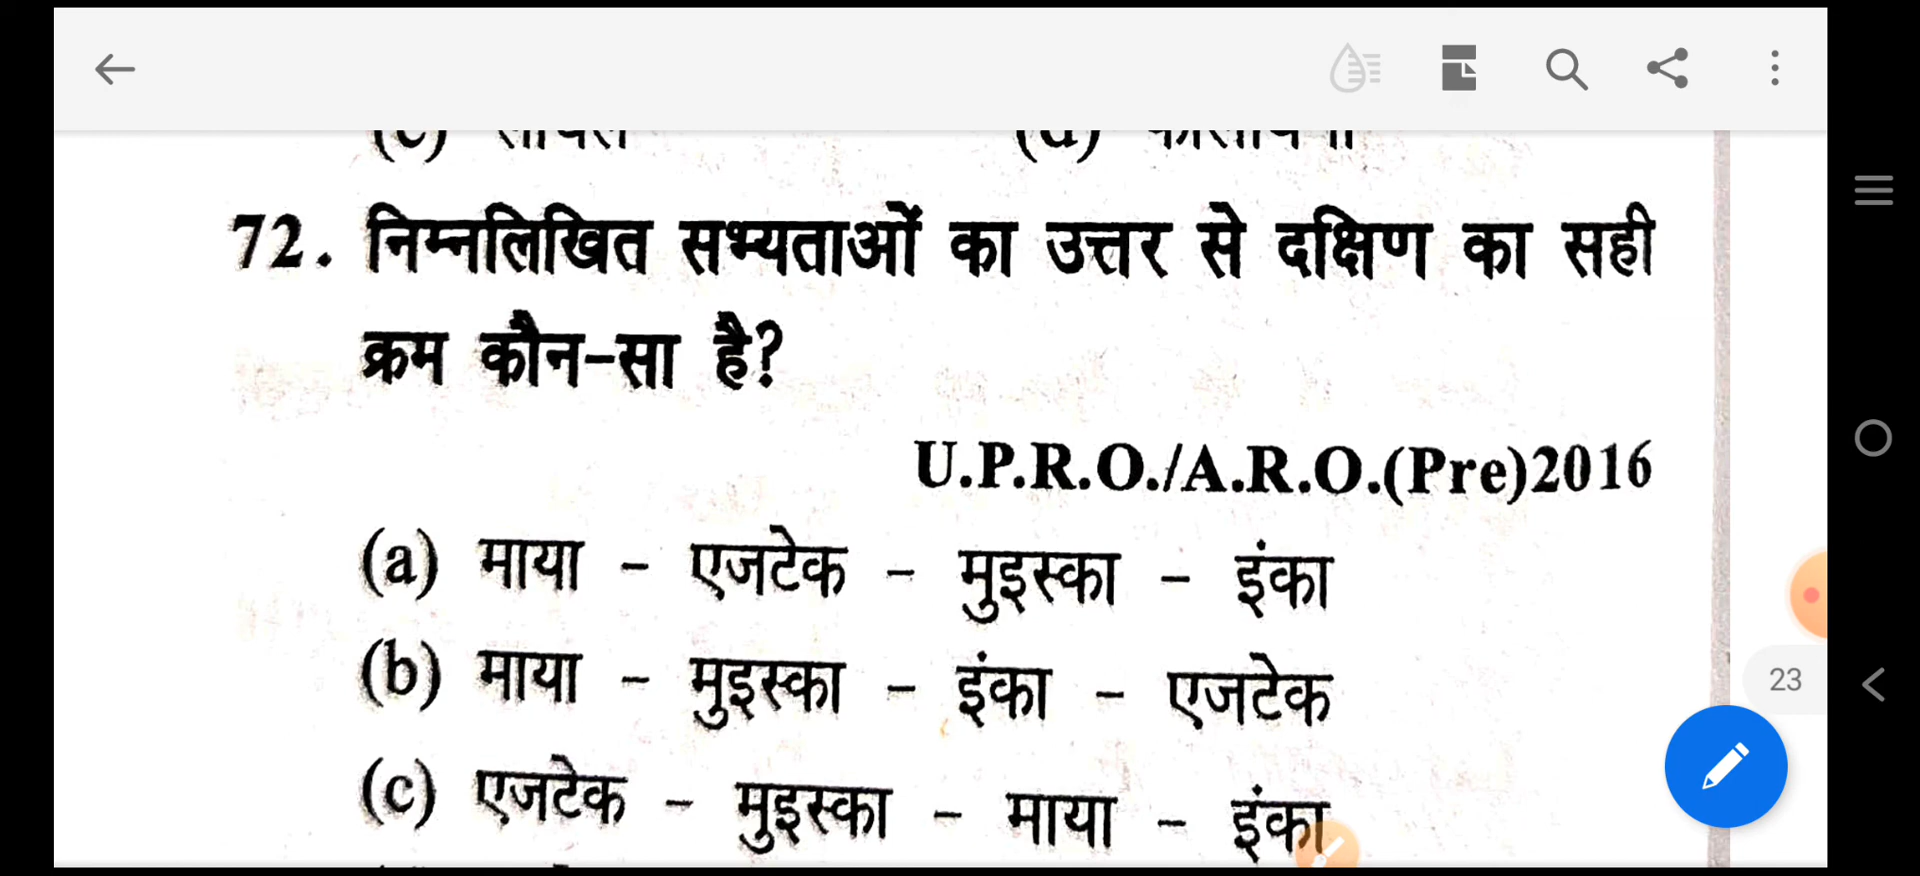 72. निम्नलिखित सभ्यताओं का उत्तर से दक्षिण का सही
क्रम कौन-सा है?
U.P.R.O./A.R.O.(Pre)2016
(a) माया - एजटेक - मुइस्का - इंका
(b) माया - मुइस्का - इंका - एजटेक
23
(c) एजटेक - मुइस्का - माया - इंका